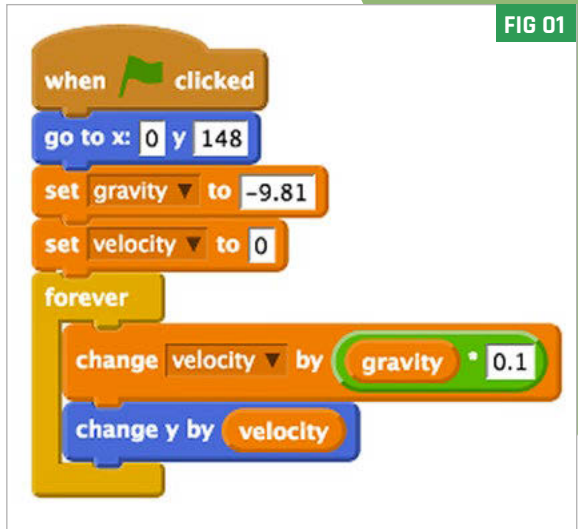 FIG 01
when clicked
go to x: 0 y 148
set gravity ▼ to -9.81
set velocity ▼ to 0
forever
change velocity ▼ by gravity * 0.1
change y by velocity